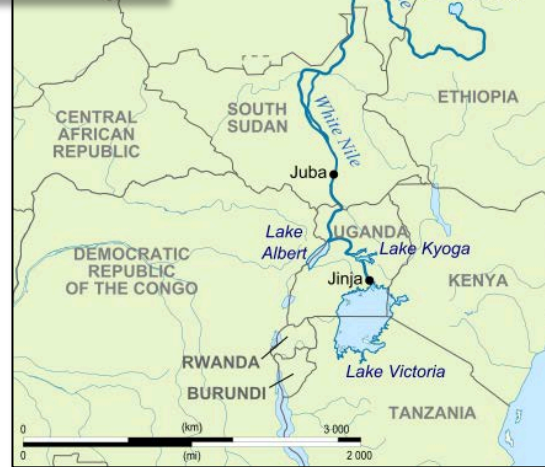 ETHIOPIA
CENTRAL
AFRICAN
REPUBLIC
SOUTH
SUDAN
White Nile
Juba
Lake
Albert
UGANDA
Lake Kyoga
DEMOCRATIC
REPUBLIC
OF THE CONGO
Jinja
KENYA
RWANDA
Lake Victoria
BURUNDI
TANZANIA
0 (km) 3 000
0 (mi) 2 000